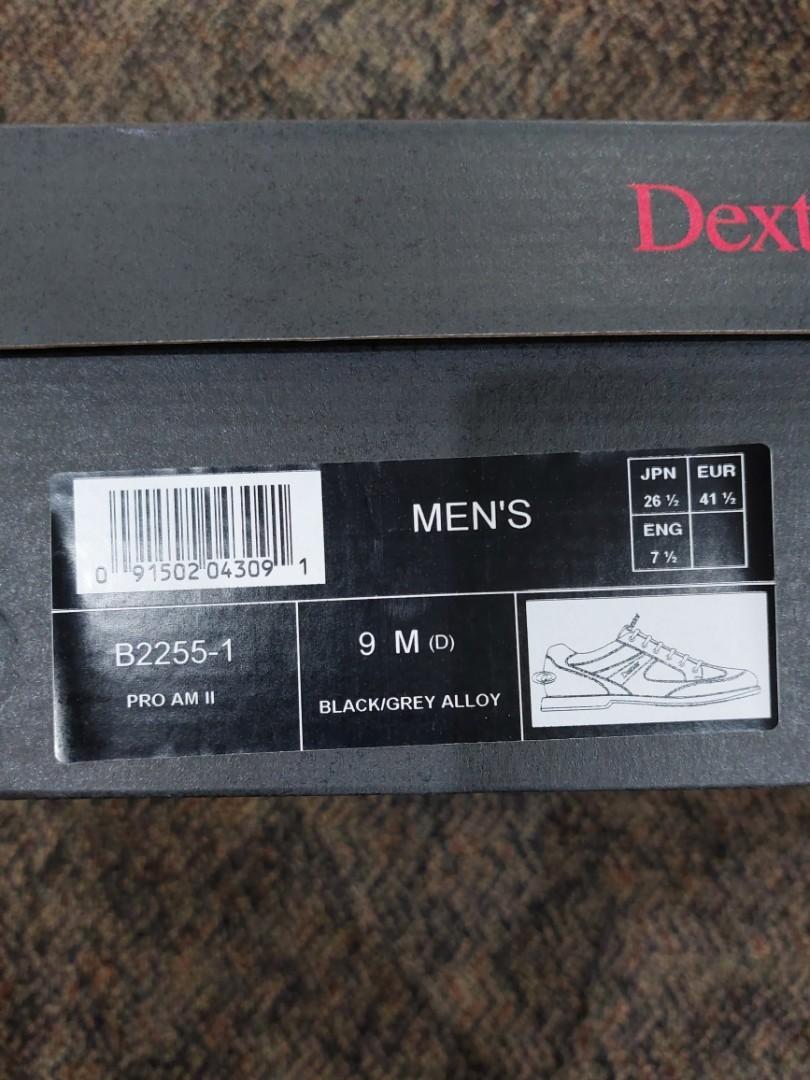 Dext
MEN'S
JPN EUR
26 ½ 41 ½
ENG
7 ½
0 91502 04309 1
B2255-1
PRO AM II
9 M (D)
BLACK/GREY ALLOY